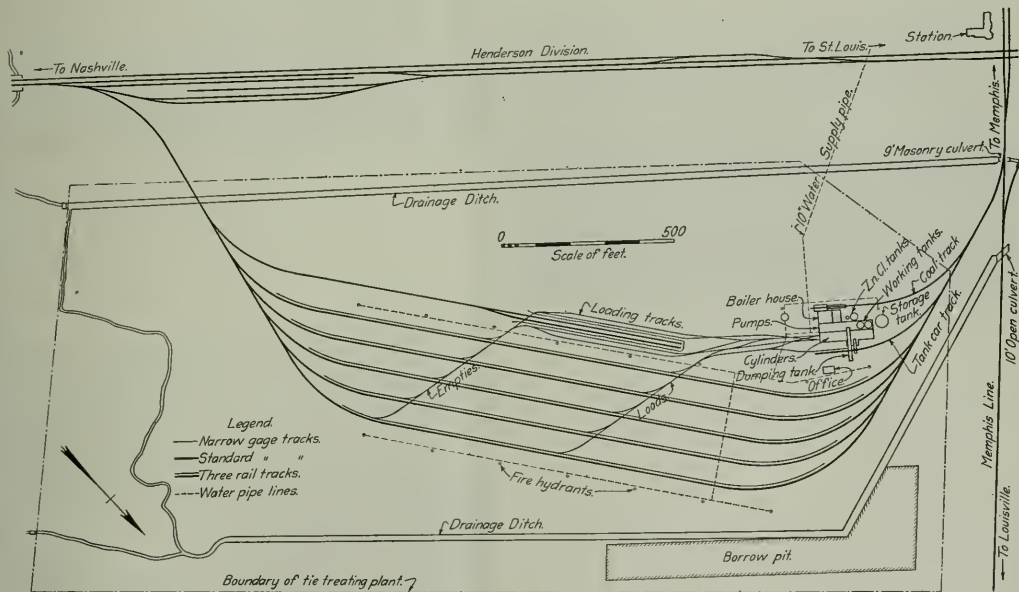 Station.
Henderson Division.
To St. Louis.
To Nashville.
To Memphis.
9' Masonry culvert.
Supply pipe.
10" Water
Drainage Ditch.
0 500
Scale of feet.
Zn. Cl. tanks.
Working tanks.
Coal track
Boiler house
Storage
tank.
Loading tracks.
Pumps.
Tank car track.
10' Open culvert.
Cylinders.
Dumping tank
Office
Empties.
Loads.
Memphis Line.
Legend.
Narrow gage tracks.
Standard " "
Three rail tracks.
Water pipe lines.
Fire hydrants.
Drainage Ditch.
Borrow pit.
To Louisville.
Boundary of tie treating plant.